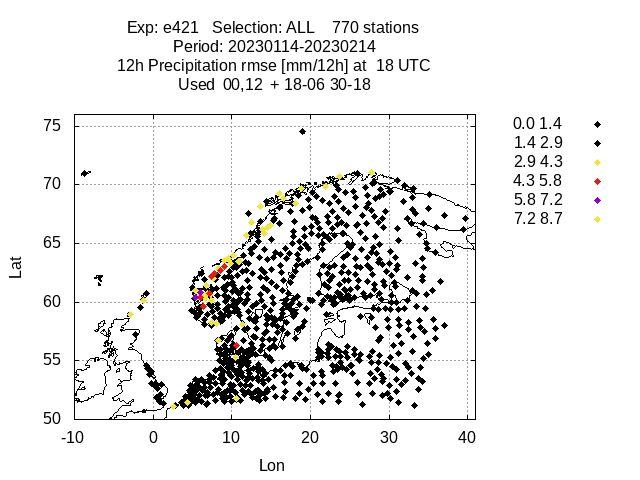 Exp: e421 Selection: ALL 770 stations
Period: 20230114-20230214
12h Precipitation rmse [mm/12h] at 18 UTC
Used 00,12 + 18-06 30-18
0.0 1.4
1.4 2.9
2.9 4.3
4.3 5.8
5.8 7.2
7.2 8.7
75
70
65
60
55
50
Lat
-10 0 10 20 30 40
Lon